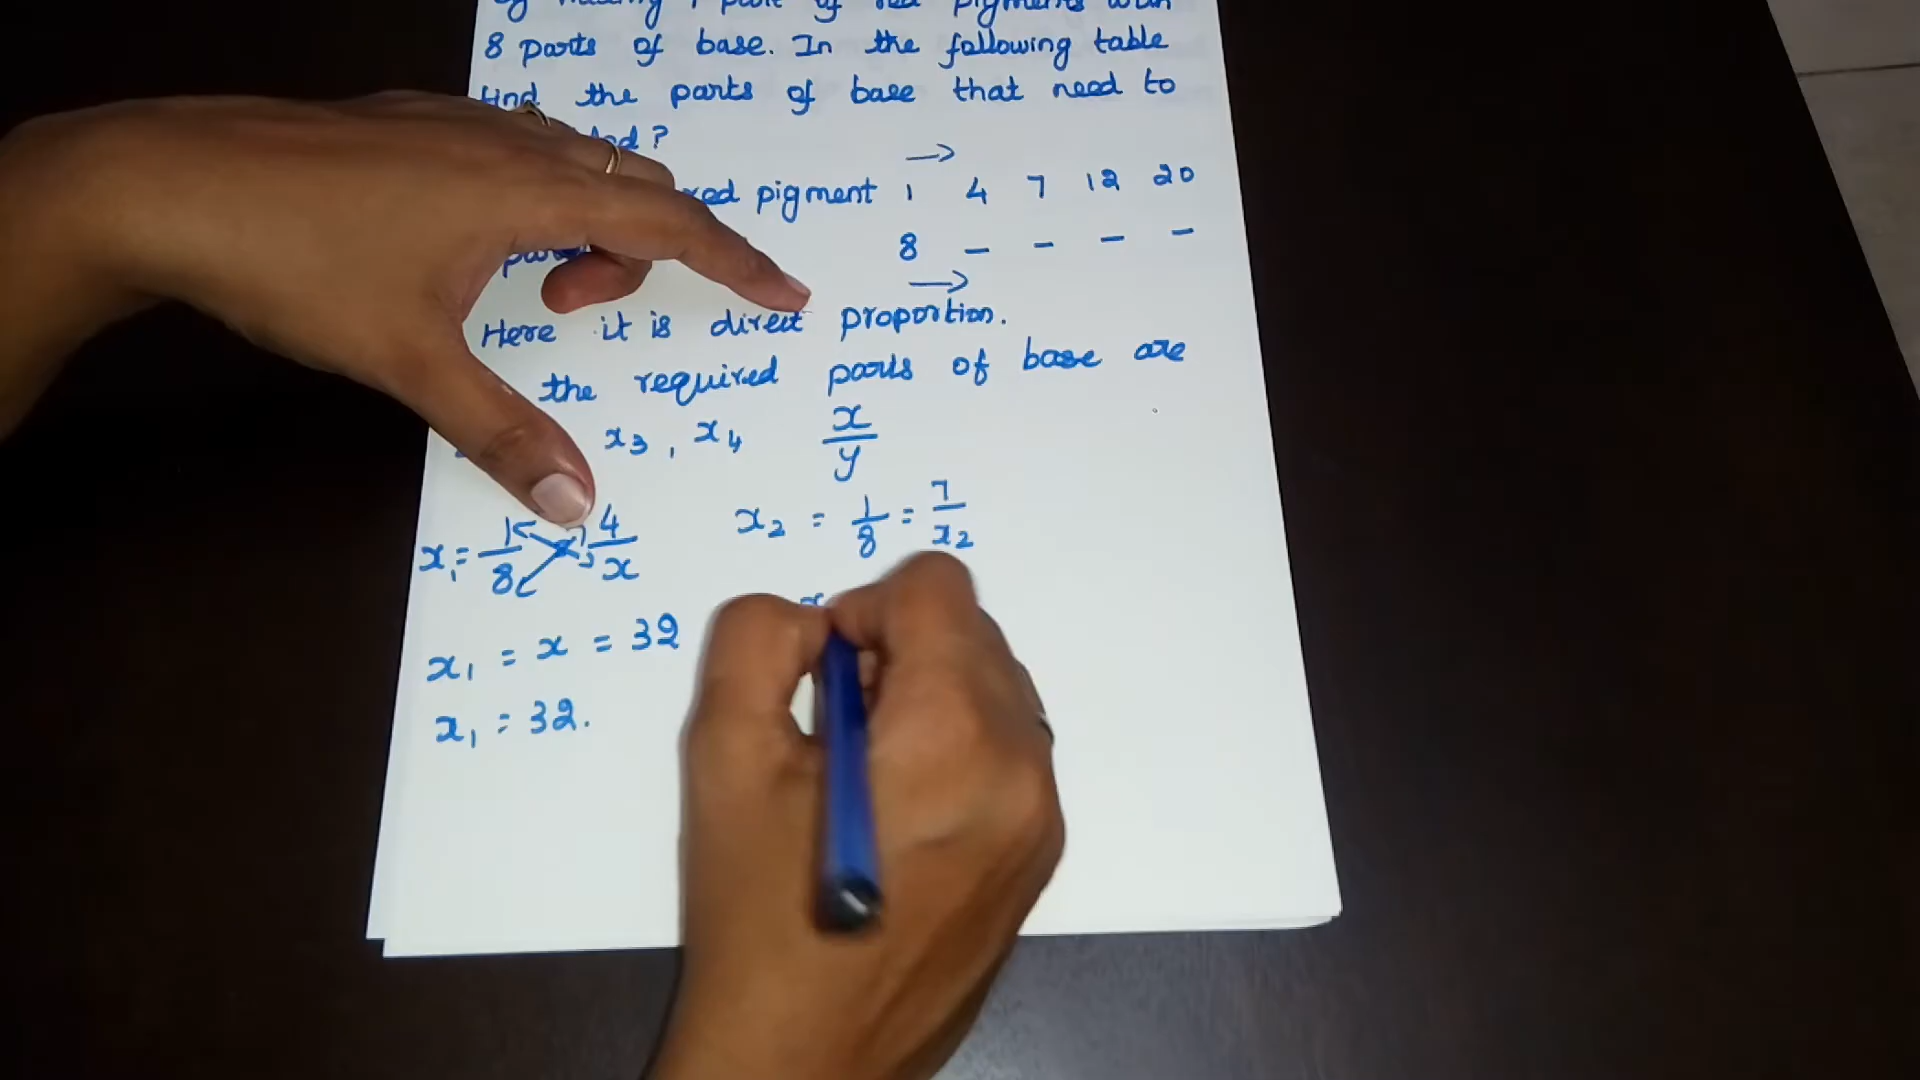 8 parts of base. In the following table
find the parts of base that need to
?
red pigment 1 4 7 12 20
8 – – – –
Here it is direct proportion.
the required parts of base are
x3, x4 x/y
x1 = 1/8 4/x x2 = 1/8 = 7/x2
x1 = x = 32
x1 = 32.